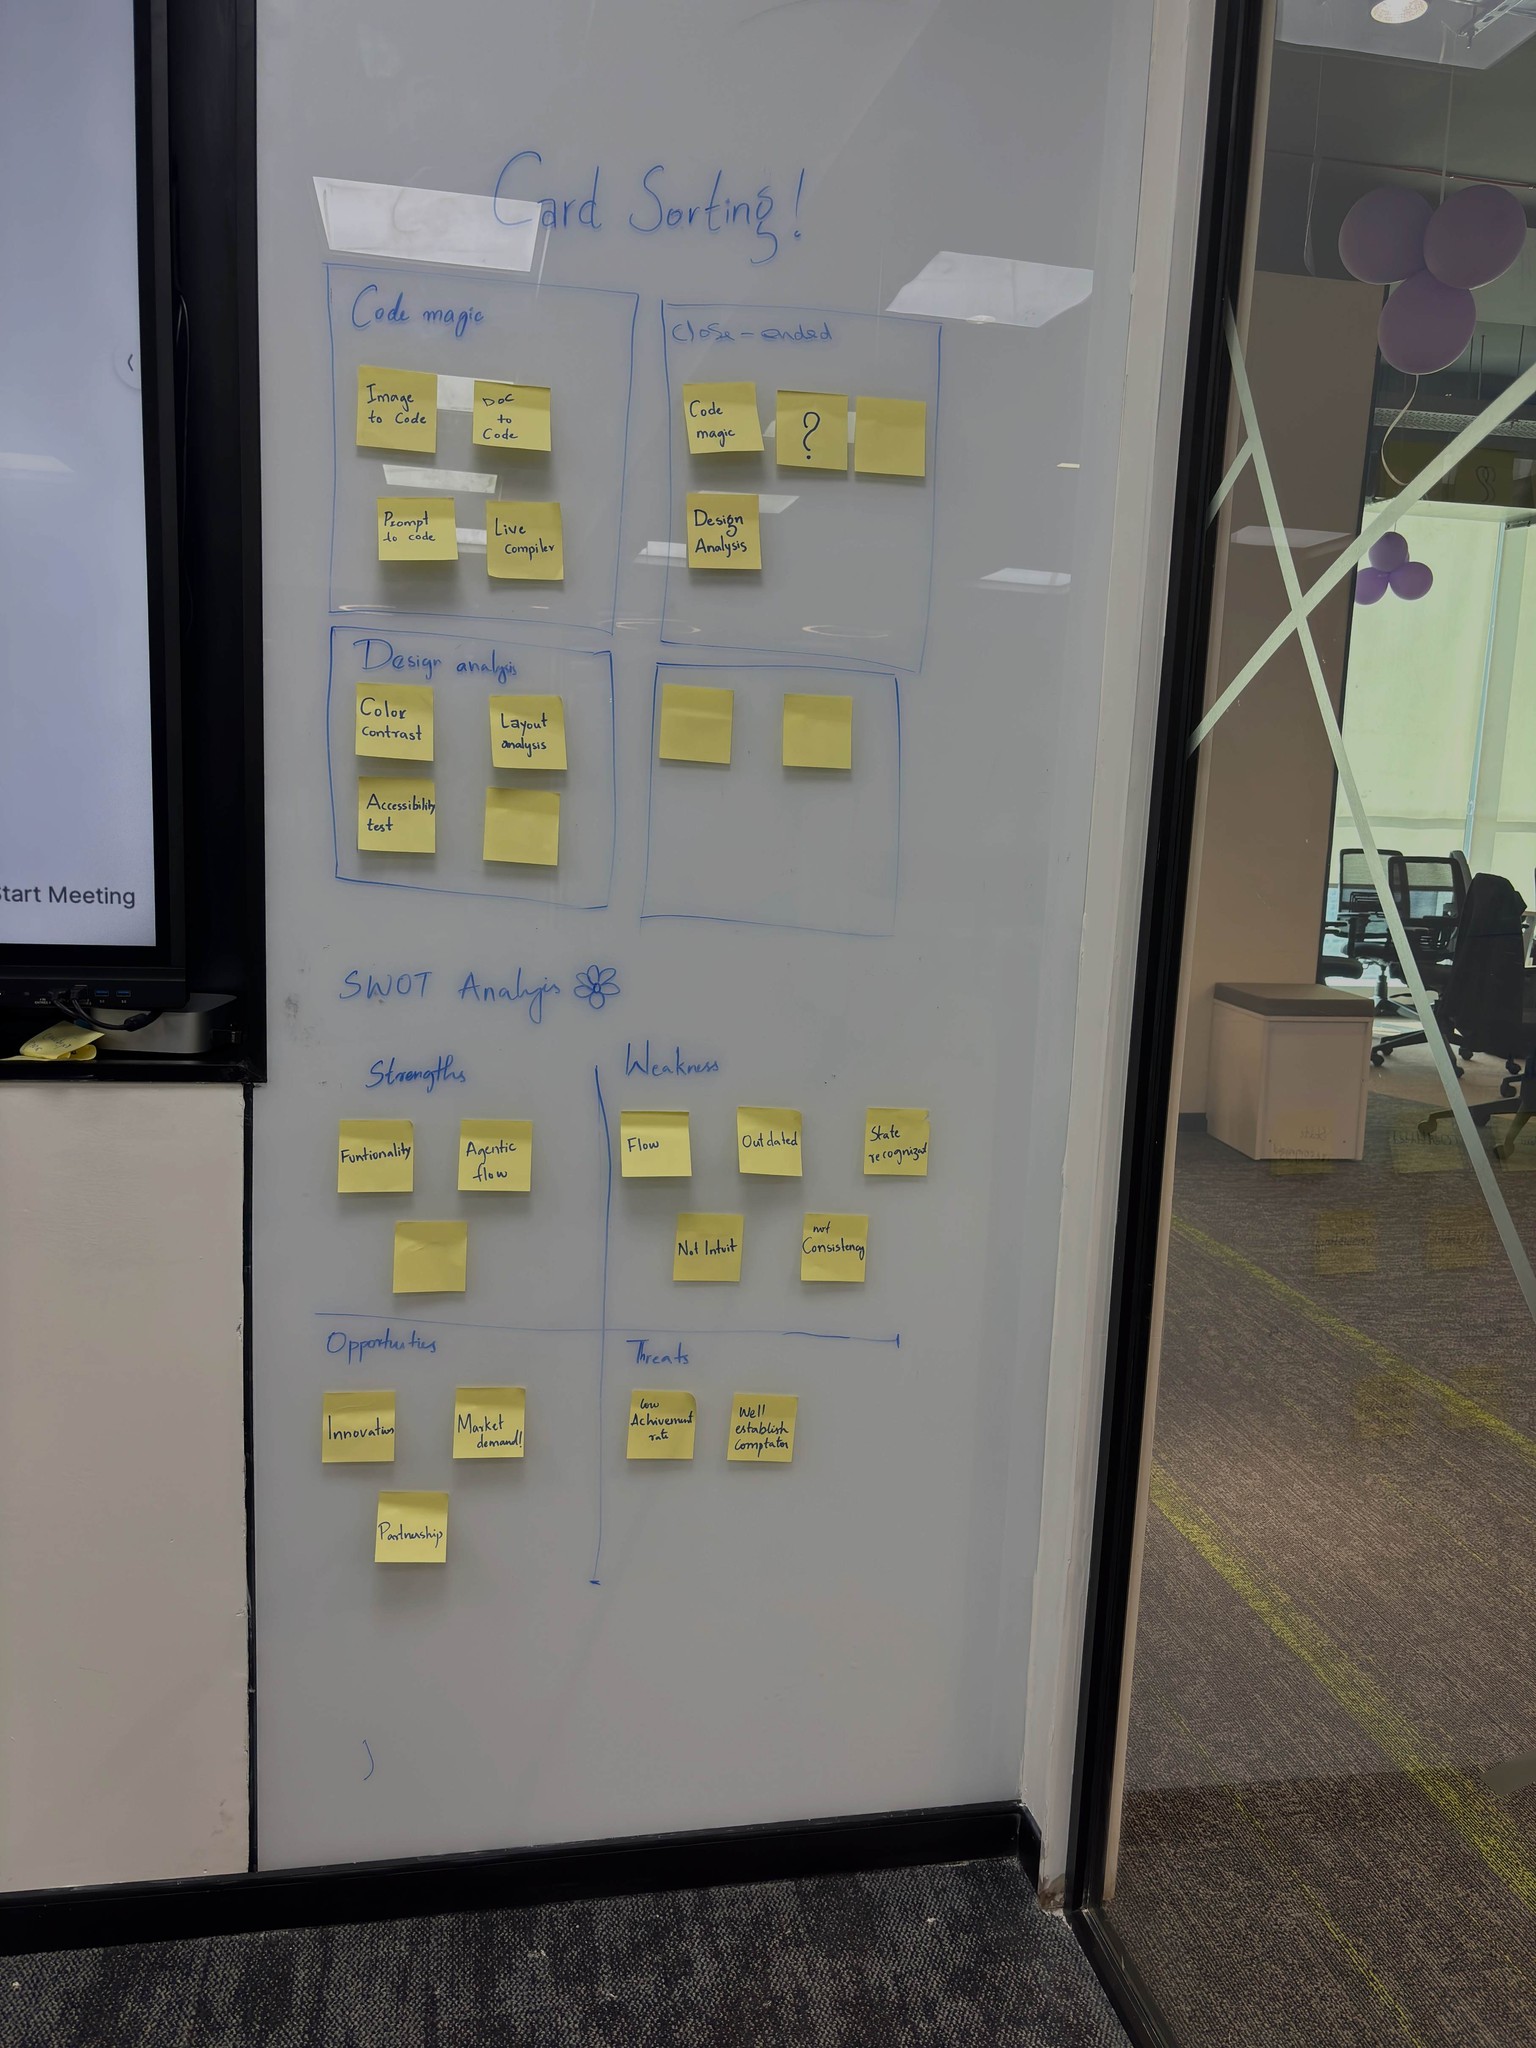 Card Sorting!
Code magic
Image
to Code
DOC
to
Code
Prompt
to code
Live
Compiler
Close-ended
Code
magic
?
Design
Analysis
Design analysis
Color
contrast
Layout
analysis
Accessibility
test
tart Meeting
SWOT Analysis
Strengths
Funtionality
Agentic
flow
Weakness
Flow
Outdated
State
recognized
Not Intuit
not
Consistency
Opportunities
Innovation
Market
demand!
Partnership
Threats
low
Achivement
rate
Well
establish
comptator